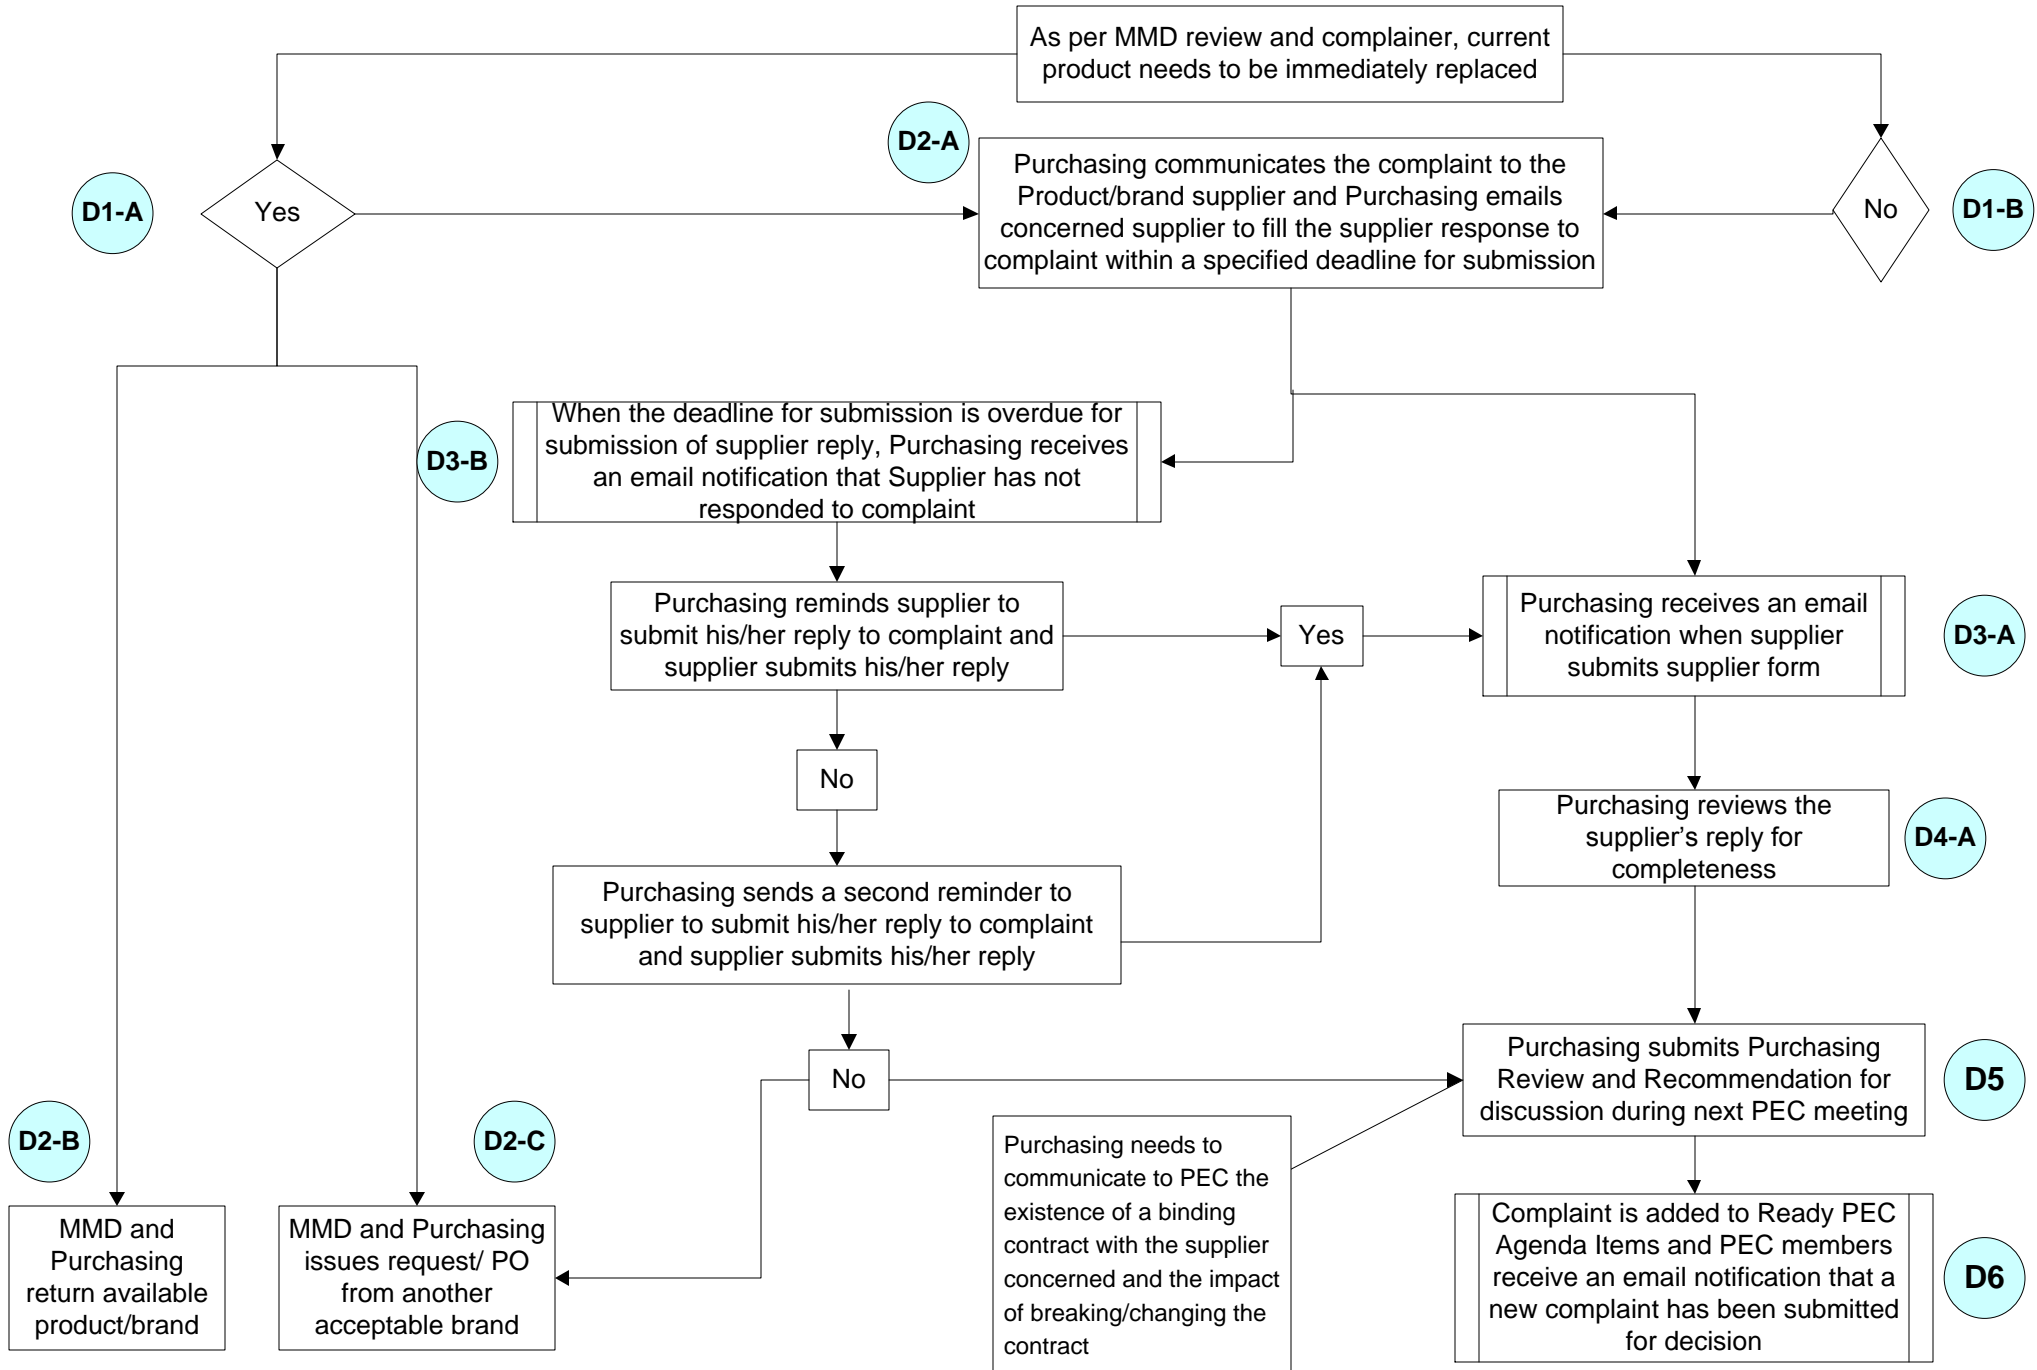 As per MMD review and complainer, current
product needs to be immediately replaced
D2-A
D1-A
Yes
Purchasing communicates the complaint to the
Product/brand supplier and Purchasing emails
concerned supplier to fill the supplier response to
complaint within a specified deadline for submission
No
D1-B
D3-B
When the deadline for submission is overdue for
submission of supplier reply, Purchasing receives
an email notification that Supplier has not
responded to complaint
Purchasing reminds supplier to
submit his/her reply to complaint and
supplier submits his/her reply
Yes
Purchasing receives an email
notification when supplier
submits supplier form
D3-A
No
Purchasing reviews the
supplier’s reply for
completeness
D4-A
Purchasing sends a second reminder to
supplier to submit his/her reply to complaint
and supplier submits his/her reply
No
Purchasing submits Purchasing
Review and Recommendation for
discussion during next PEC meeting
D5
D2-B
D2-C
Purchasing needs to
communicate to PEC the
existence of a binding
contract with the supplier
concerned and the impact
of breaking/changing the
contract
MMD and
Purchasing
return available
product/brand
MMD and Purchasing
issues request/ PO
from another
acceptable brand
Complaint is added to Ready PEC
Agenda Items and PEC members
receive an email notification that a
new complaint has been submitted
for decision
D6